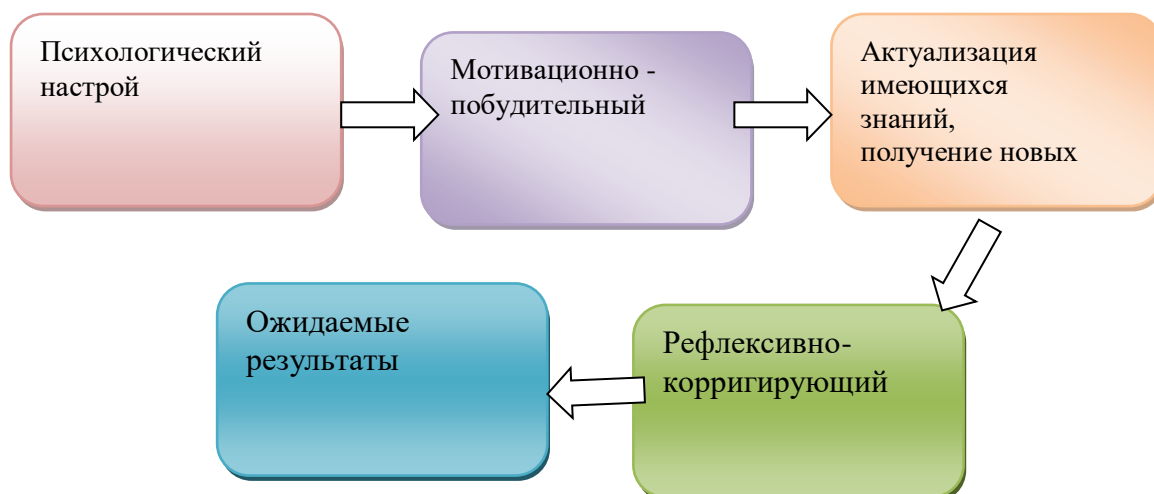 Психологический
настрой
Мотивационно -
побудительный
Актуализация
имеющихся
знаний,
получение новых
Рефлексивно-
корригирующий
Ожидаемые
результаты